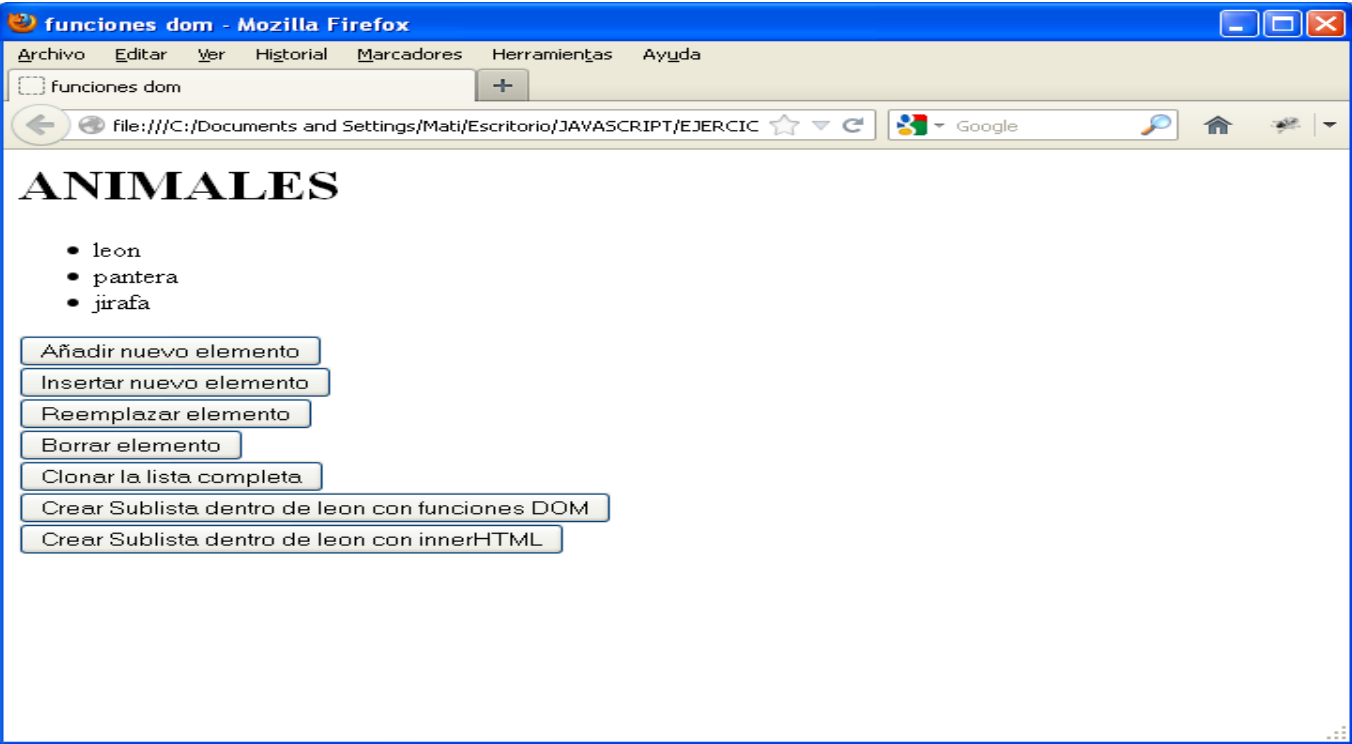 funciones dom - Mozilla Firefox
Archivo Editar Ver Historial Marcadores Herramientas Ayuda
funciones dom
file:///C:/Documents and Settings/Mati/Escritorio/JAVASCRIPT/EJERCIC
Google
ANIMALES
leon
pantera
jirafa
Añadir nuevo elemento
Insertar nuevo elemento
Reemplazar elemento
Borrar elemento
Clonar la lista completa
Crear Sublista dentro de leon con funciones DOM
Crear Sublista dentro de leon con innerHTML